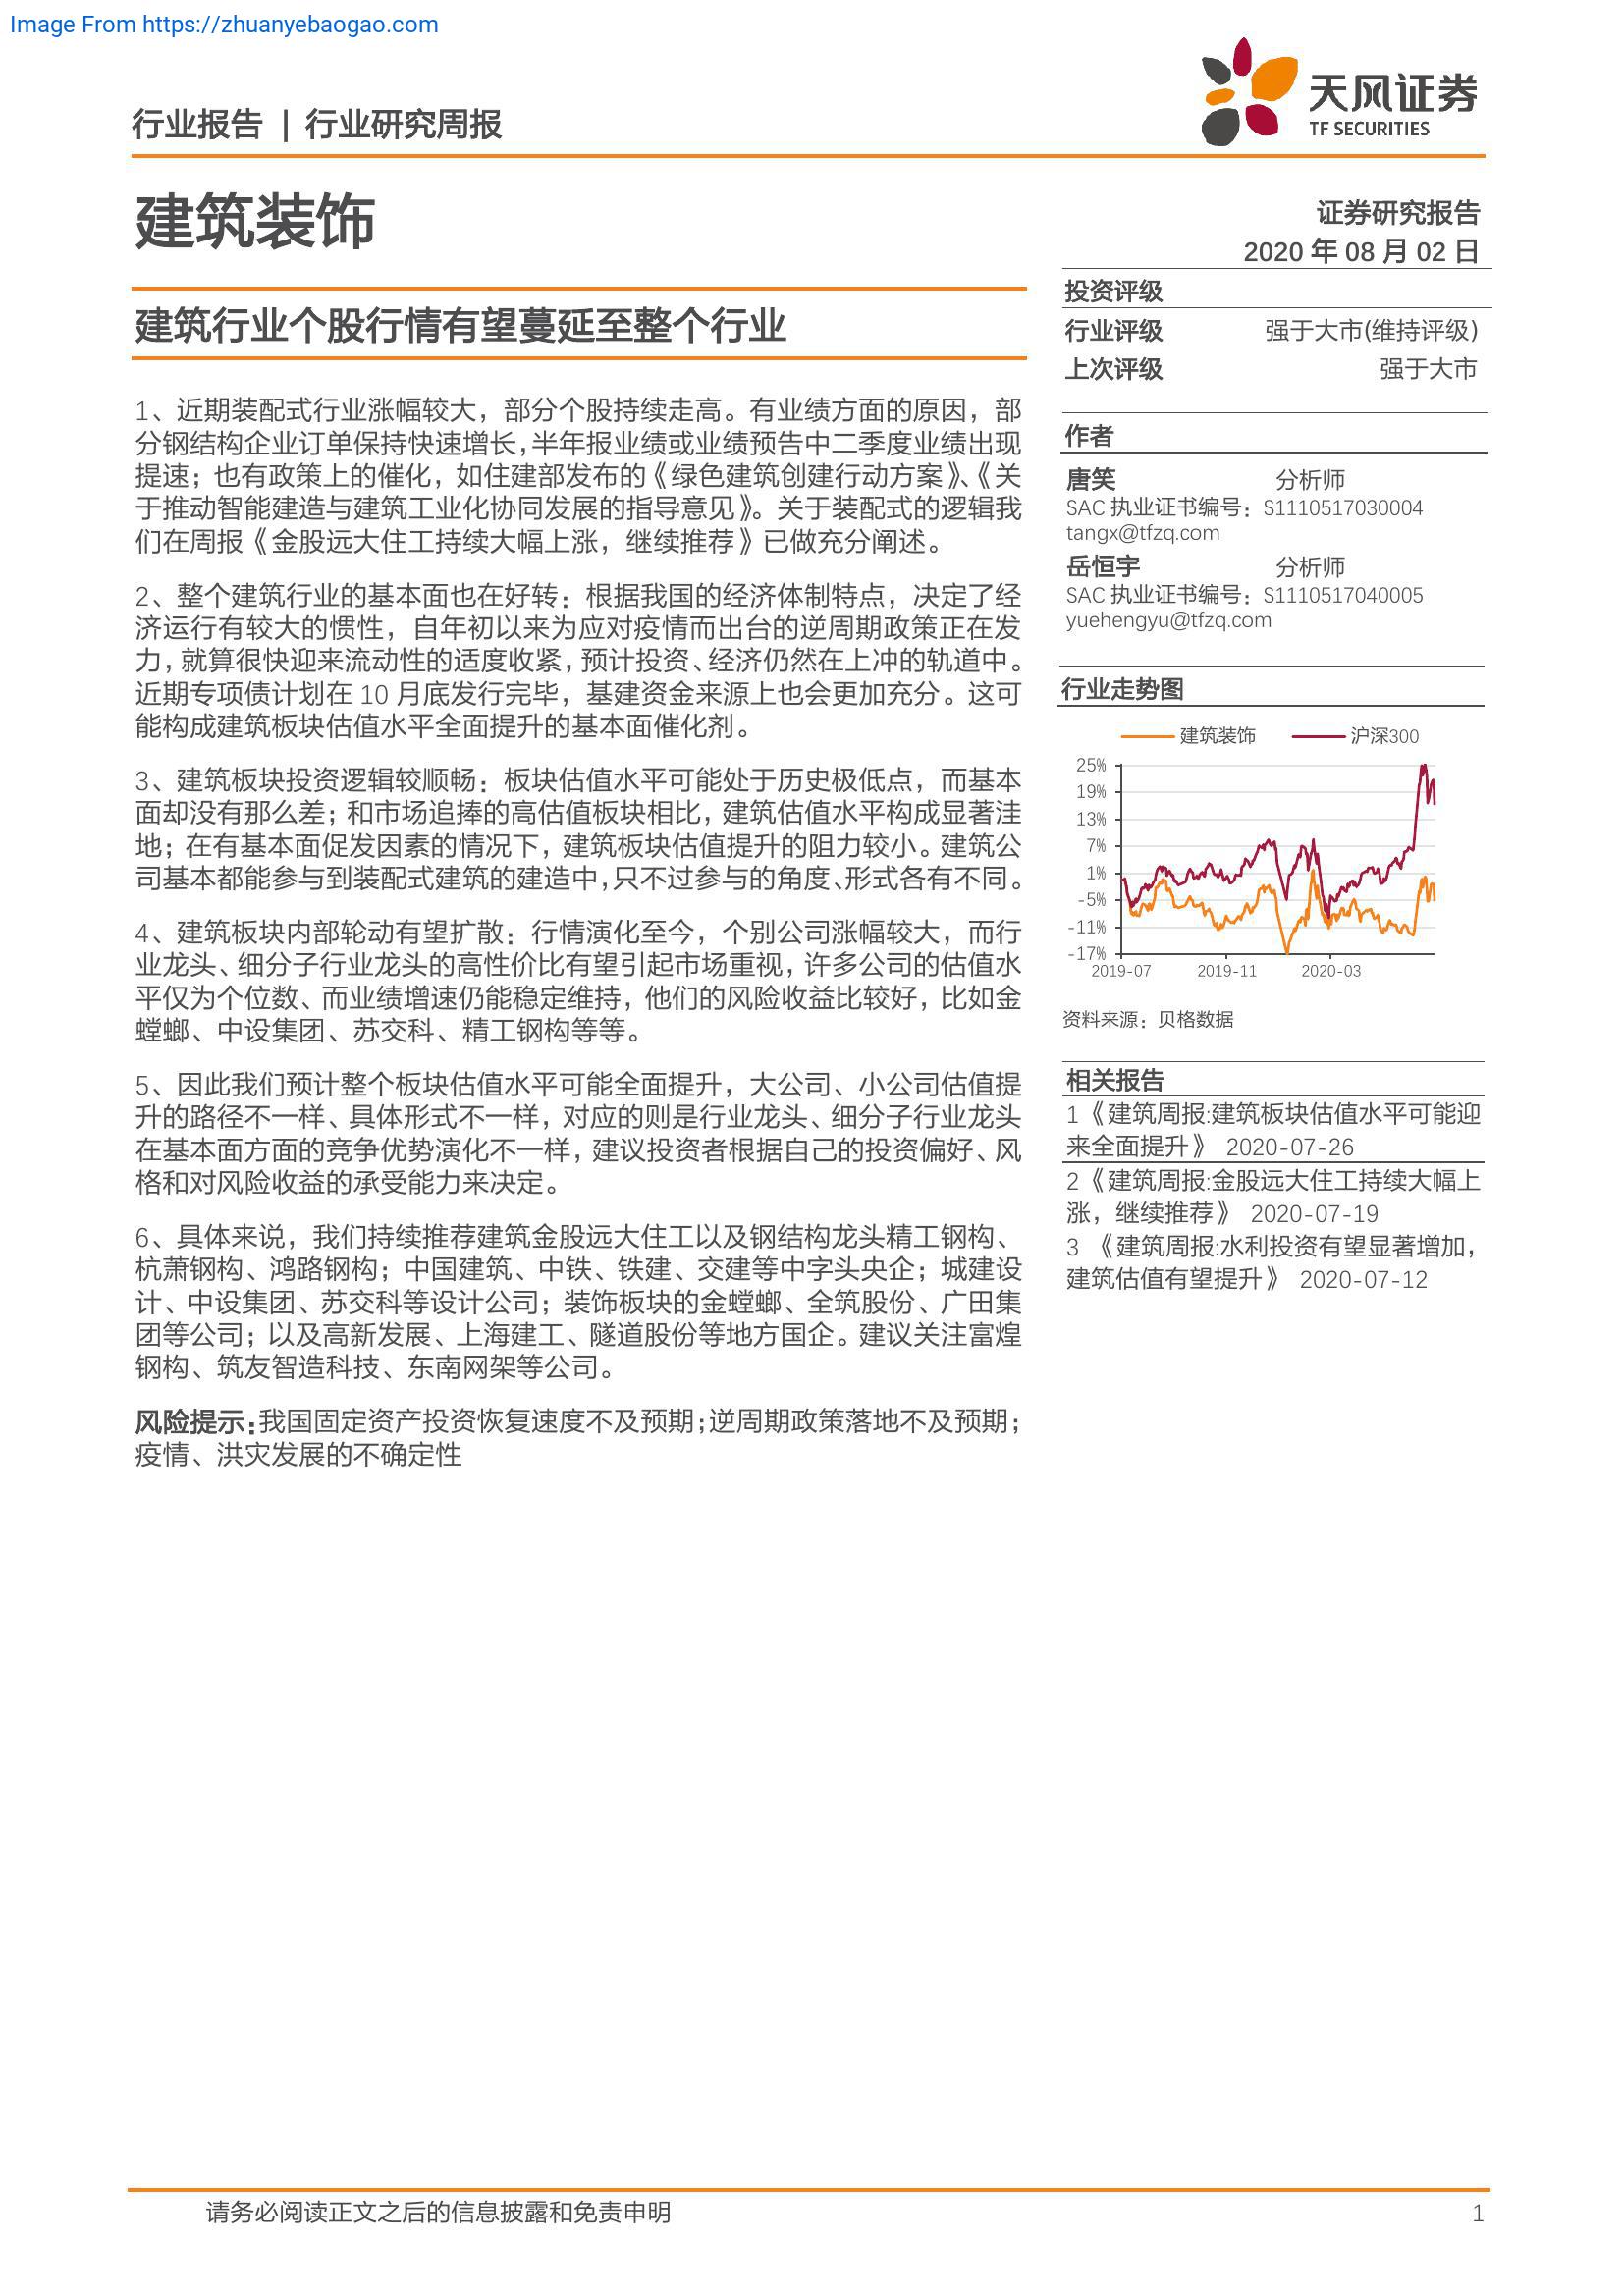 Image From https://zhuanyebaogao.com
行业报告 | 行业研究周报
天风证券
TF SECURITIES
建筑装饰
证券研究报告
2020 年 08 月 02 日
建筑行业个股行情有望蔓延至整个行业
1、近期装配式行业涨幅较大，部分个股持续走高。有业绩方面的原因，部
分钢结构企业订单保持快速增长，半年报业绩或业绩预告中二季度业绩出现
提速；也有政策上的催化，如住建部发布的《绿色建筑创建行动方案》、《关
于推动智能建造与建筑工业化协同发展的指导意见》。关于装配式的逻辑我
们在周报《金股远大住工持续大幅上涨，继续推荐》已做充分阐述。
2、整个建筑行业的基本面也在好转：根据我国的经济体制特点，决定了经
济运行有较大的惯性，自年初以来为应对疫情而出台的逆周期政策正在发
力，就算很快迎来流动性的适度收紧，预计投资、经济仍然在上冲的轨道中。
近期专项债计划在 10 月底发行完毕，基建资金来源上也会更加充分。这可
能构成建筑板块估值水平全面提升的基本面催化剂。
3、建筑板块投资逻辑较顺畅：板块估值水平可能处于历史极低点，而基本
面却没有那么差；和市场追捧的高估值板块相比，建筑估值水平构成显著洼
地；在有基本面促发因素的情况下，建筑板块估值提升的阻力较小。建筑公
司基本都能参与到装配式建筑的建造中，只不过参与的角度、形式各有不同。
4、建筑板块内部轮动有望扩散：行情演化至今，个别公司涨幅较大，而行
业龙头、细分子行业龙头的高性价比有望引起市场重视，许多公司的估值水
平仅为个位数、而业绩增速仍能稳定维持，他们的风险收益比较好，比如金
螳螂、中设集团、苏交科、精工钢构等等。
5、因此我们预计整个板块估值水平可能全面提升，大公司、小公司估值提
升的路径不一样、具体形式不一样，对应的则是行业龙头、细分子行业龙头
在基本面方面的竞争优势演化不一样，建议投资者根据自己的投资偏好、风
格和对风险收益的承受能力来决定。
6、具体来说，我们持续推荐建筑金股远大住工以及钢结构龙头精工钢构、
杭萧钢构、鸿路钢构；中国建筑、中铁、铁建、交建等中字头央企；城建设
计、中设集团、苏交科等设计公司；装饰板块的金螳螂、全筑股份、广田集
团等公司；以及高新发展、上海建工、隧道股份等地方国企。建议关注富煌
钢构、筑友智造科技、东南网架等公司。
风险提示：我国固定资产投资恢复速度不及预期；逆周期政策落地不及预期；
疫情、洪灾发展的不确定性
投资评级
行业评级 强于大市(维持评级)
上次评级 强于大市
作者
唐笑 分析师
SAC 执业证书编号：S1110517030004
tangx@tfzq.com
岳恒宇 分析师
SAC 执业证书编号：S1110517040005
yuehengyu@tfzq.com
行业走势图
建筑装饰 沪深300
25%
19%
13%
7%
1%
-5%
-11%
-17%
2019-07 2019-11 2020-03
资料来源：贝格数据
相关报告
1《建筑周报:建筑板块估值水平可能迎
来全面提升》 2020-07-26
2《建筑周报:金股远大住工持续大幅上
涨，继续推荐》 2020-07-19
3 《建筑周报:水利投资有望显著增加，
建筑估值有望提升》 2020-07-12
请务必阅读正文之后的信息披露和免责申明 1